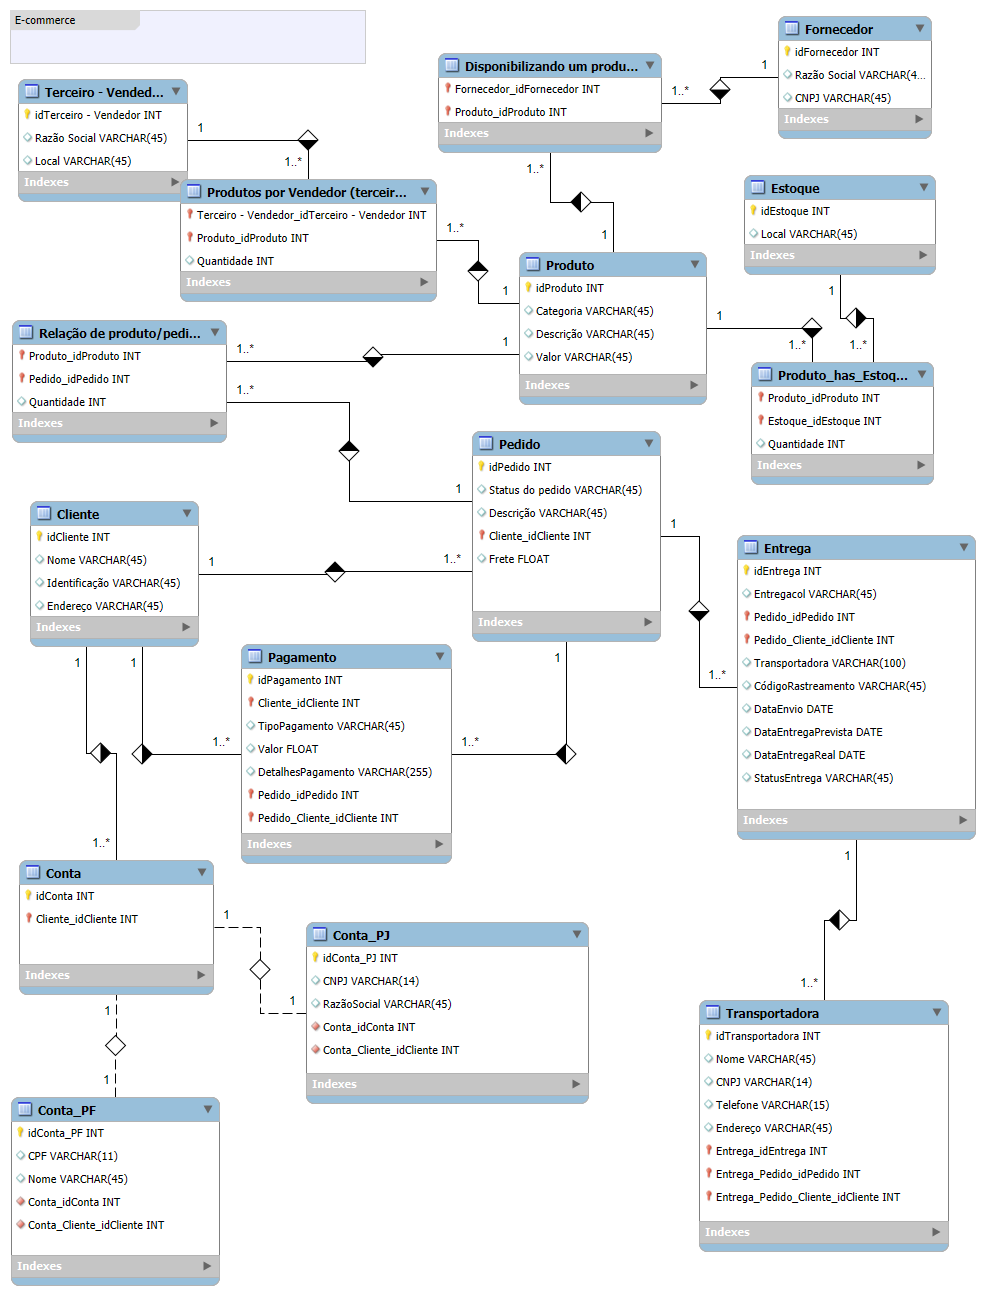 E-commerce
Terceiro - Vended...
idTerceiro - Vendedor INT
Razão Social VARCHAR(45)
Local VARCHAR(45)
Indexes
Disponibilizando um produ...
Fornecedor_idFornecedor INT
Produto_idProduto INT
Indexes
Fornecedor
idFornecedor INT
Razão Social VARCHAR(4...
CNPJ VARCHAR(45)
Indexes
1
1..*
1
1..*
Produtos por Vendedor (terceir...
Terceiro - Vendedor_idTerceiro - Vendedor INT
Produto_idProduto INT
Quantidade INT
Indexes
1..*
1
1..*
1
Estoque
idEstoque INT
Local VARCHAR(45)
Indexes
Produto
idProduto INT
Categoria VARCHAR(45)
Descrição VARCHAR(45)
Valor VARCHAR(45)
Indexes
1
1..*
1
1..*
Relação de produto/pedi...
Produto_idProduto INT
Pedido_idPedido INT
Quantidade INT
Indexes
1..*
1
1..*
1
Produto_has_Estoq...
Produto_idProduto INT
Estoque_idEstoque INT
Quantidade INT
Indexes
Pedido
idPedido INT
Status do pedido VARCHAR(45)
Descrição VARCHAR(45)
Cliente_idCliente INT
Frete FLOAT
Indexes
Cliente
idCliente INT
Nome VARCHAR(45)
Identificação VARCHAR(45)
Endereço VARCHAR(45)
Indexes
1
1..*
1
1..*
Entrega
idEntrega INT
Entregacol VARCHAR(45)
Pedido_idPedido INT
Pedido_Cliente_idCliente INT
Transportadora VARCHAR(100)
CódigoRastreamento VARCHAR(45)
DataEnvio DATE
DataEntregaPrevista DATE
DataEntregaReal DATE
StatusEntrega VARCHAR(45)
Indexes
Pagamento
idPagamento INT
Cliente_idCliente INT
TipoPagamento VARCHAR(45)
Valor FLOAT
DetalhesPagamento VARCHAR(255)
Pedido_idPedido INT
Pedido_Cliente_idCliente INT
Indexes
1
1
1..*
1..*
1
1..*
Conta
idConta INT
Cliente_idCliente INT
Indexes
1
1
1
1
Conta_PJ
idConta_PJ INT
CNPJ VARCHAR(14)
RazãoSocial VARCHAR(45)
Conta_idConta INT
Conta_Cliente_idCliente INT
Indexes
1
1..*
Transportadora
idTransportadora INT
Nome VARCHAR(45)
CNPJ VARCHAR(14)
Telefone VARCHAR(15)
Endereço VARCHAR(45)
Entrega_idEntrega INT
Entrega_Pedido_idPedido INT
Entrega_Pedido_Cliente_idCliente INT
Indexes
Conta_PF
idConta_PF INT
CPF VARCHAR(11)
Nome VARCHAR(45)
Conta_idConta INT
Conta_Cliente_idCliente INT
Indexes